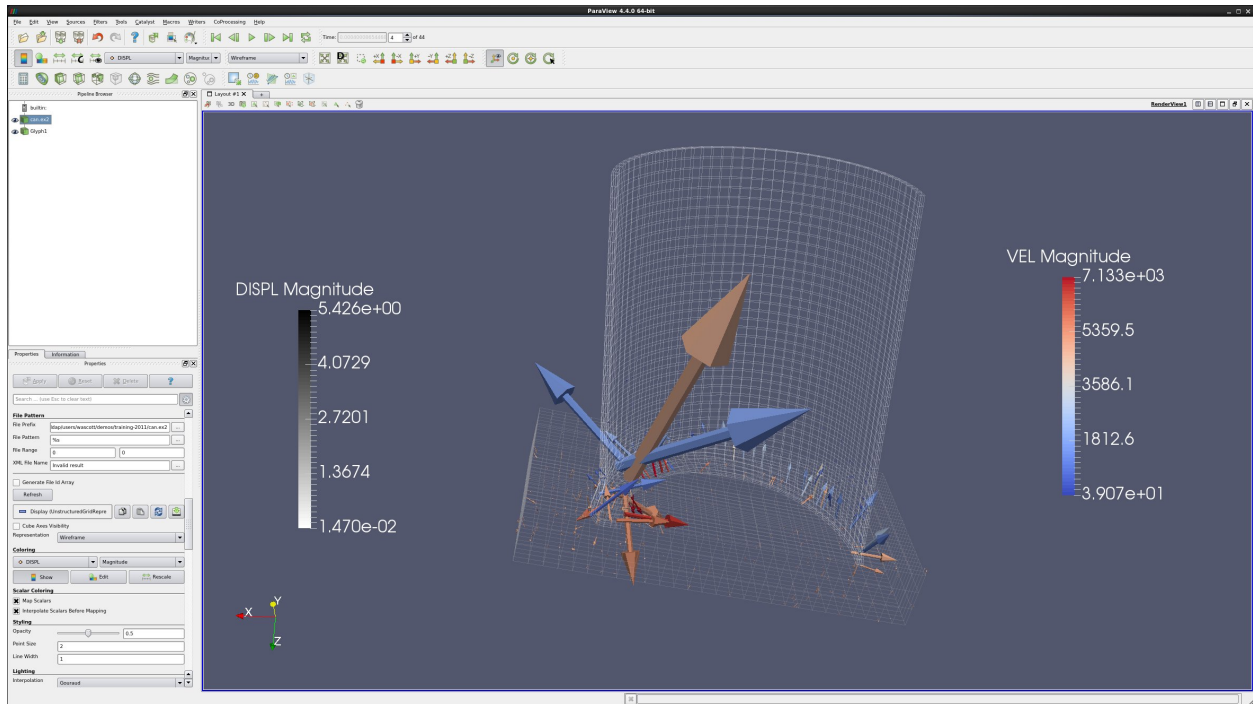 ParaView 4.4.0 64-bit
File Edit View Sources Filters Tools Catalyst Macros Writers CoProcessing Help
Time: 4 of 44
DISPL Magnitude Wireframe
Pipeline Browser
Layout #1
3D
RenderView1
builtin:
can.ex2
Glyph1
VEL Magnitude
7.133e+03
5359.5
3586.1
1812.6
3.907e+01
DISPL Magnitude
5.426e+00
4.0729
2.7201
1.3674
1.470e-02
X Y Z
Properties Information
Properties
Apply Reset Delete ?
Search ... (use Esc to clear text)
File Pattern
File Prefix
File Pattern %s
File Range 0 0
XML File Name Invalid result
Generate File Id Array
Refresh
Display (UnstructuredGridRepre
Cube Axes Visibility
Representation Wireframe
Coloring
DISPL Magnitude
Show Edit Rescale
Scalar Coloring
Map Scalars
Interpolate Scalars Before Mapping
Styling
Opacity 0.5
Point Size 2
Line Width 1
Lighting
Interpolation Gouraud